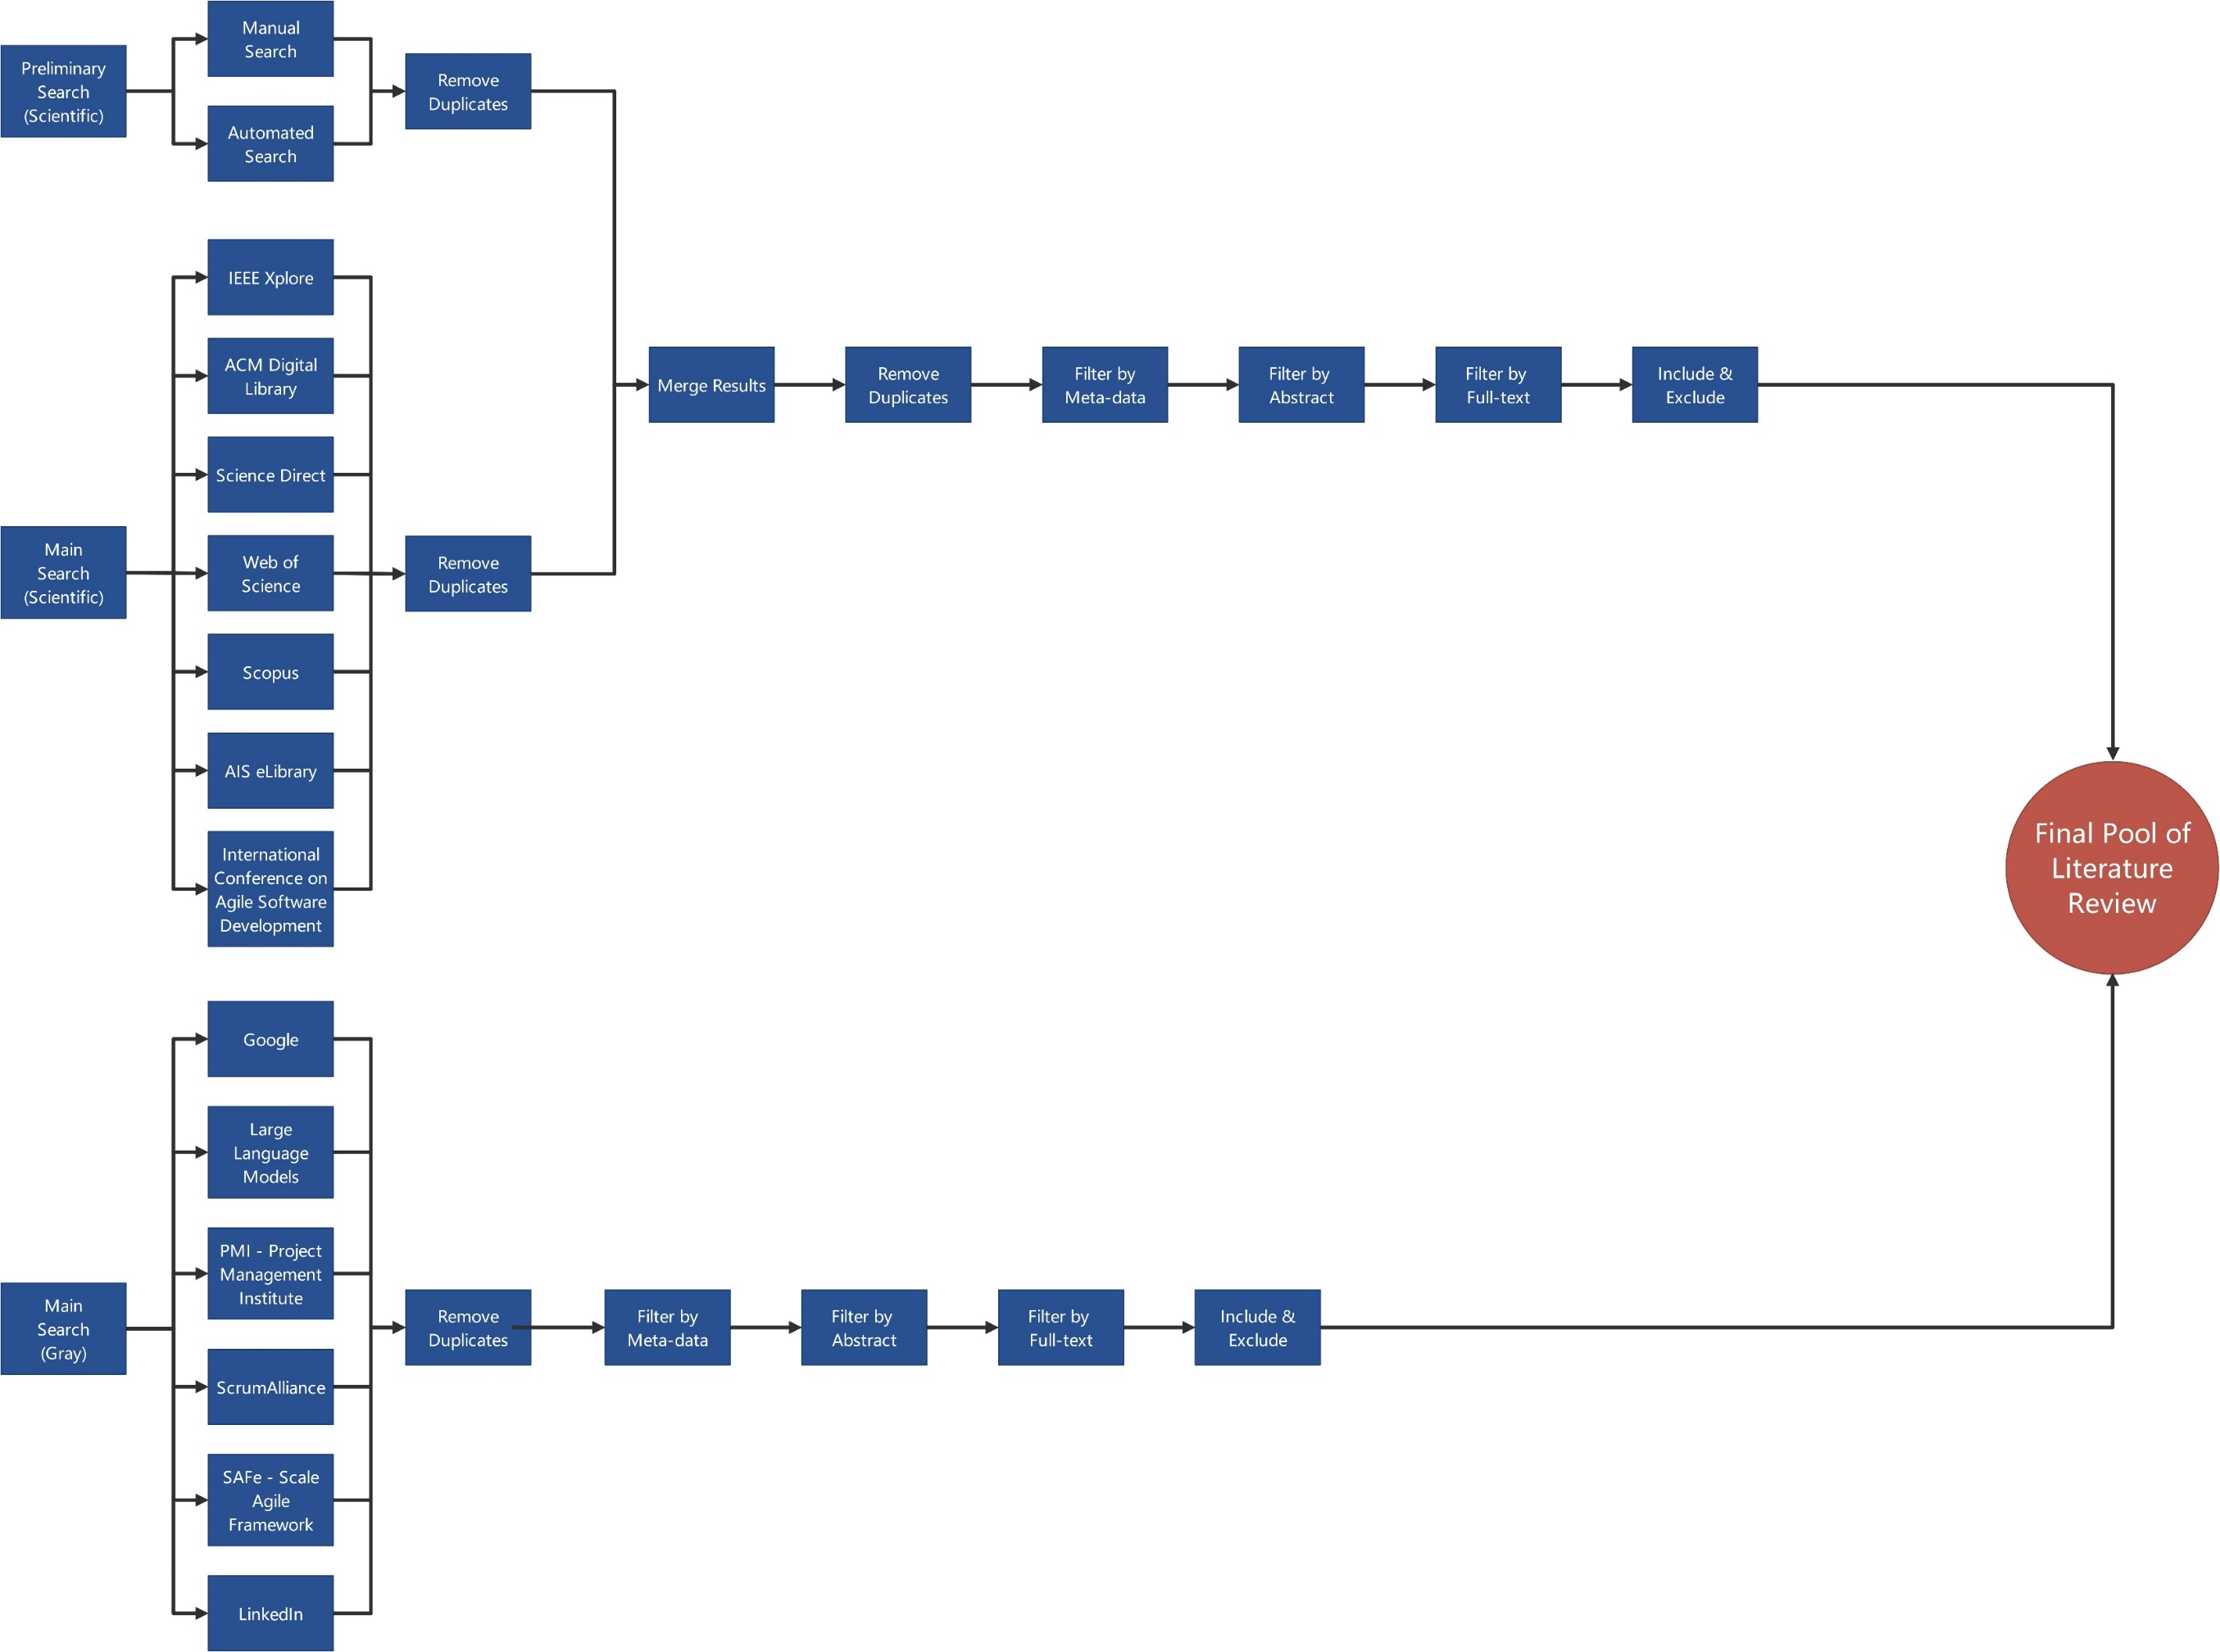 Preliminary
Search
(Scientific)
Manual
Search
Automated
Search
Remove
Duplicates
Main
Search
(Scientific)
IEEE Xplore
ACM Digital
Library
Science Direct
Web of
Science
Scopus
AIS eLibrary
International
Conference on
Agile Software
Development
Remove
Duplicates
Merge Results
Remove
Duplicates
Filter by
Meta-data
Filter by
Abstract
Filter by
Full-text
Include &
Exclude
Main
Search
(Gray)
Google
Large
Language
Models
PMI - Project
Management
Institute
ScrumAlliance
SAFe - Scale
Agile
Framework
LinkedIn
Remove
Duplicates
Filter by
Meta-data
Filter by
Abstract
Filter by
Full-text
Include &
Exclude
Final Pool of
Literature
Review